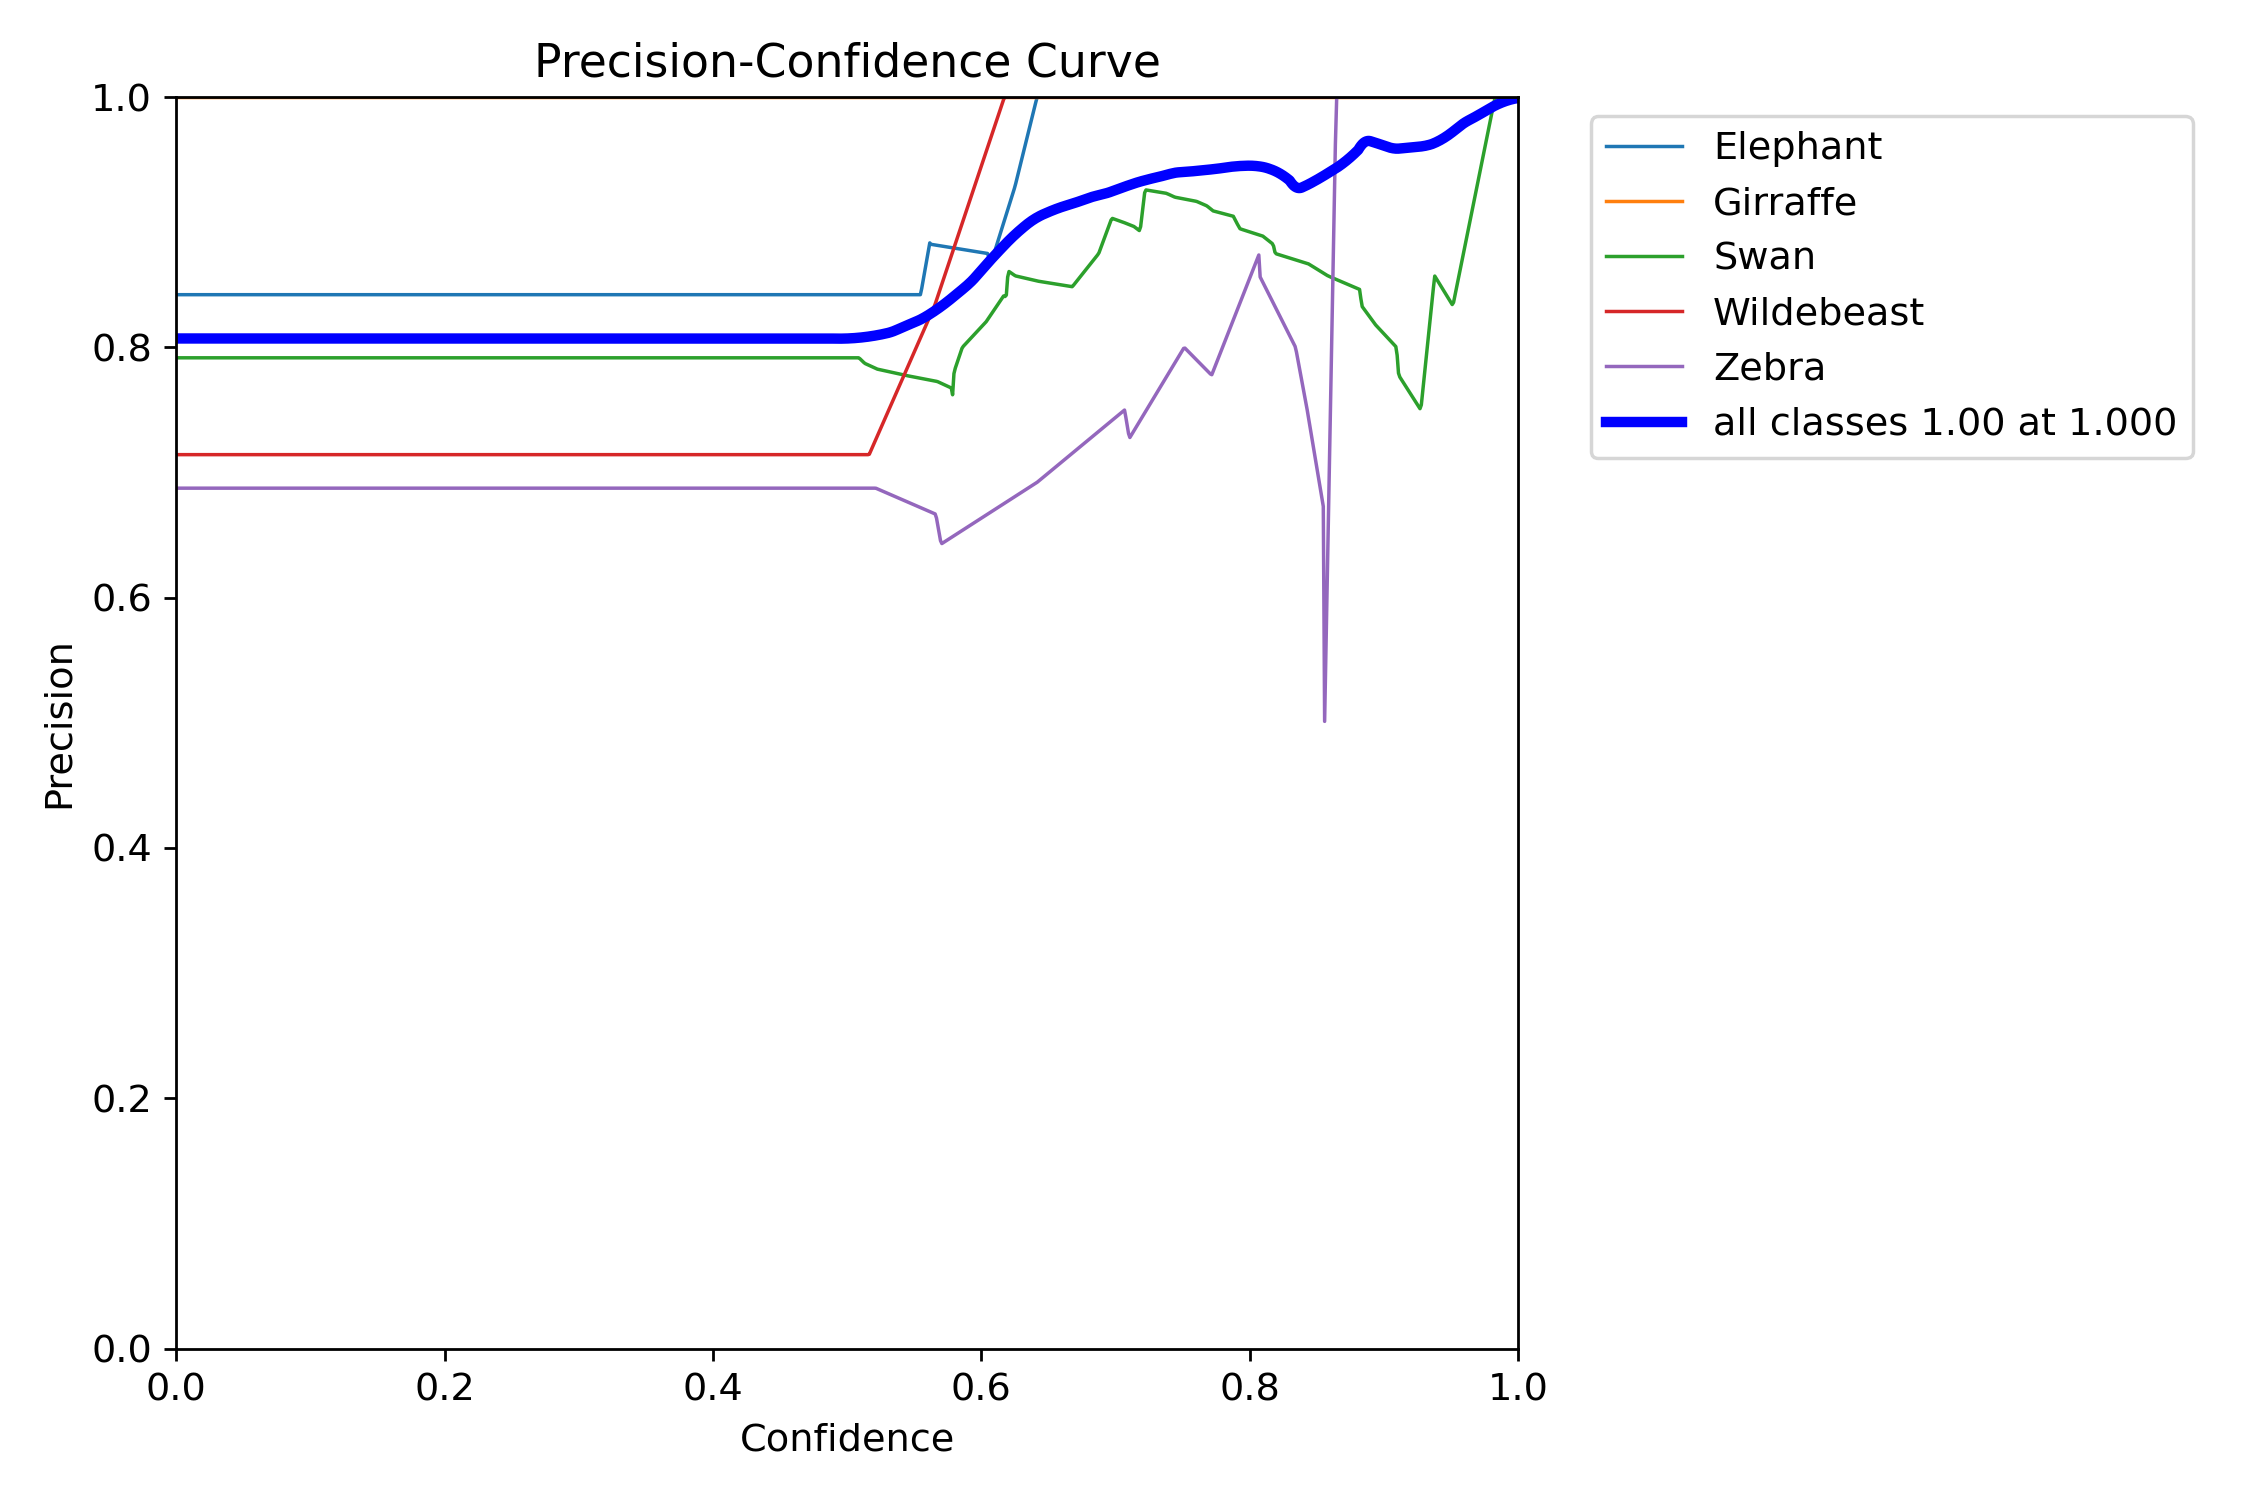 Precision-Confidence Curve
1.0
0.8
0.6
0.4
0.2
0.0
Precision
0.0 0.2 0.4 0.6 0.8 1.0
Confidence
Elephant
Girraffe
Swan
Wildebeast
Zebra
all classes 1.00 at 1.000